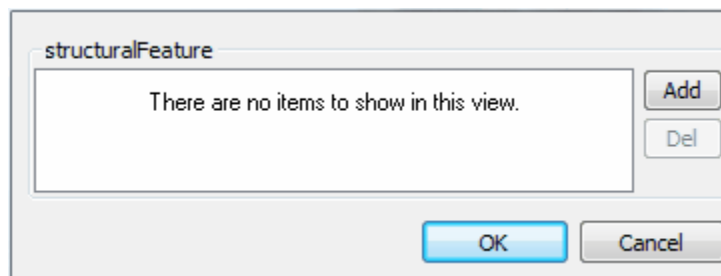 structuralFeature
There are no items to show in this view.
Add
Del
OK
Cancel